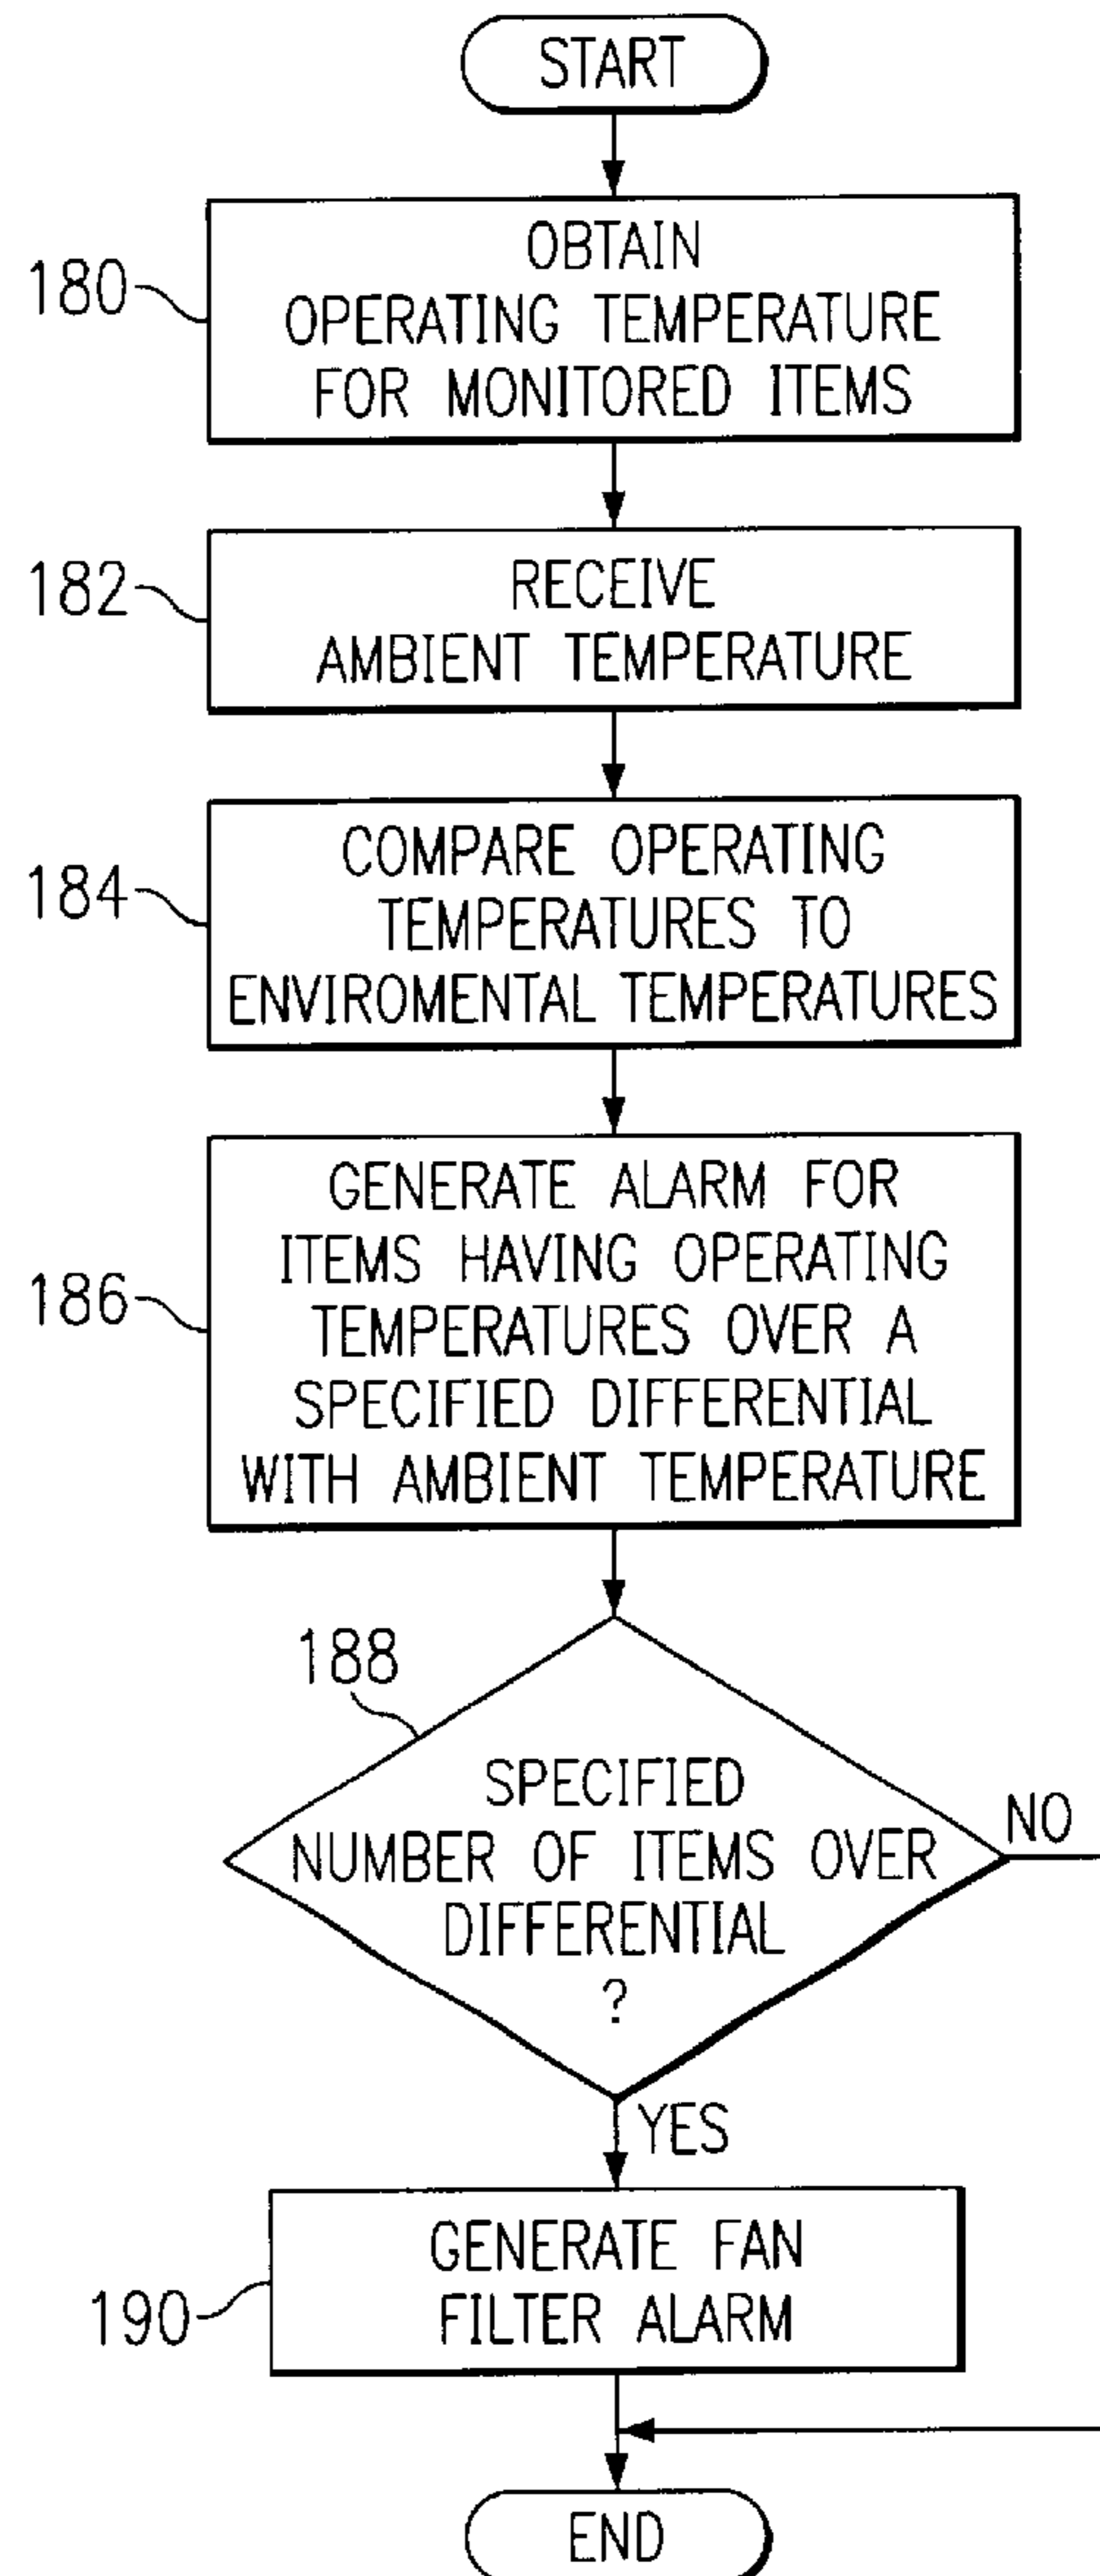 START
180
OBTAIN
OPERATING TEMPERATURE
FOR MONITORED ITEMS
182
RECEIVE
AMBIENT TEMPERATURE
184
COMPARE OPERATING
TEMPERATURES TO
ENVIROMENTAL TEMPERATURES
186
GENERATE ALARM FOR
ITEMS HAVING OPERATING
TEMPERATURES OVER A
SPECIFIED DIFFERENTIAL
WITH AMBIENT TEMPERATURE
188
SPECIFIED
NUMBER OF ITEMS OVER
DIFFERENTIAL
?
NO
YES
190
GENERATE FAN
FILTER ALARM
END